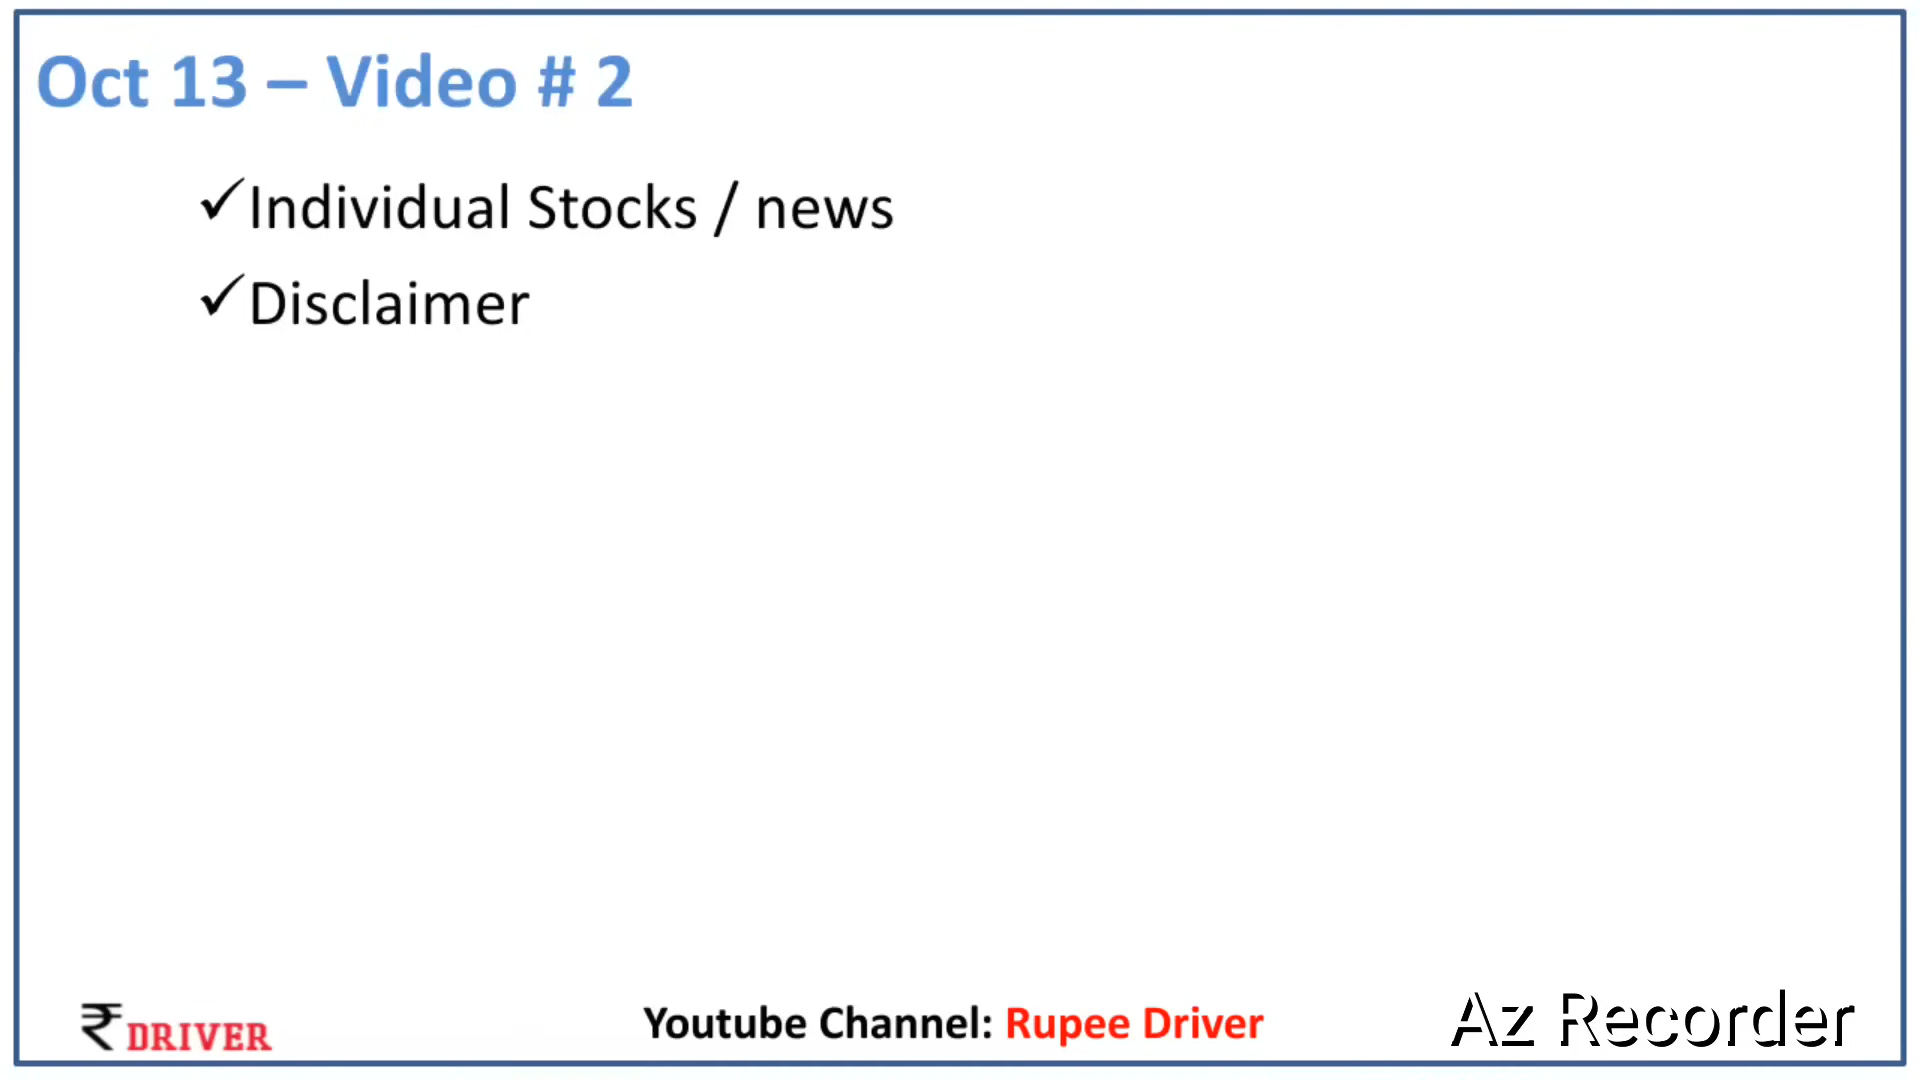 Oct 13 – Video # 2
✓Individual Stocks / news
✓Disclaimer
₹ DRIVER
Youtube Channel: Rupee Driver
Az Recorder